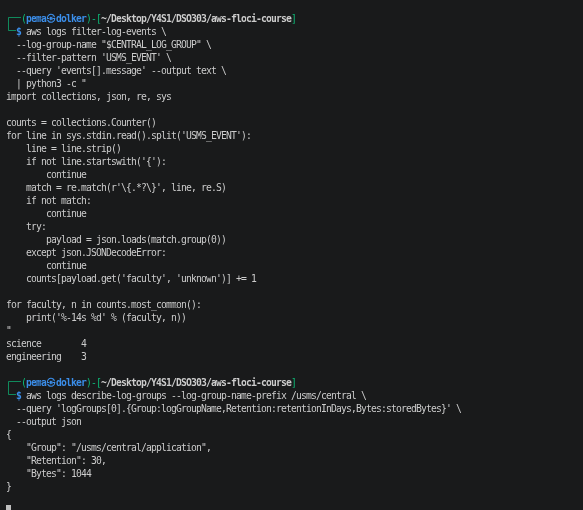 ┌──(pema㉿dolker)-[~/Desktop/Y4S1/DSO303/aws-floci-course]
└─$ aws logs filter-log-events \
  --log-group-name "$CENTRAL_LOG_GROUP" \
  --filter-pattern 'USMS_EVENT' \
  --query 'events[].message' --output text \
  | python3 -c "
import collections, json, re, sys

counts = collections.Counter()
for line in sys.stdin.read().split('USMS_EVENT'):
    line = line.strip()
    if not line.startswith('{'):
        continue
    match = re.match(r'\{.*?\}', line, re.S)
    if not match:
        continue
    try:
        payload = json.loads(match.group(0))
    except json.JSONDecodeError:
        continue
    counts[payload.get('faculty', 'unknown')] += 1

for faculty, n in counts.most_common():
    print('%-14s %d' % (faculty, n))
"
science        4
engineering    3

┌──(pema㉿dolker)-[~/Desktop/Y4S1/DSO303/aws-floci-course]
└─$ aws logs describe-log-groups --log-group-name-prefix /usms/central \
  --query 'logGroups[0].{Group:logGroupName,Retention:retentionInDays,Bytes:storedBytes}' \
  --output json
{
    "Group": "/usms/central/application",
    "Retention": 30,
    "Bytes": 1044
}